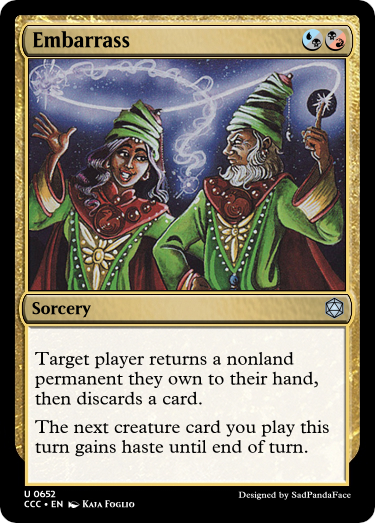 Embarrass
Sorcery
Target player returns a nonland
permanent they own to their hand,
then discards a card.
The next creature card you play this
turn gains haste until end of turn.
U 0652
CCC • EN Kaja Foglio
Designed by SadPandaFace